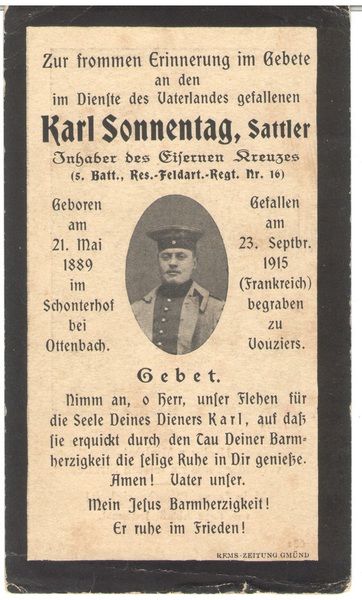 Zur frommen Erinnerung im Gebete
an den
im Dienste des Vaterlandes gefallenen
Karl Sonnentag, Sattler
Inhaber des Eisernen Kreuzes
(5. Batt., Res.-Feldart.-Regt. Nr. 16)
Geboren
am
21. Mai
1889
im
Schonterhof
bei
Ottenbach.
Gefallen
am
23. Septbr.
1915
(Frankreich)
begraben
zu
Vouziers.
Gebet.
Nimm an, o Herr, unser Flehen für
die Seele Deines Dieners Karl, auf daß
sie erquickt durch den Tau Deiner Barm-
herzigkeit die selige Ruhe in Dir genieße.
Amen! Vater unser.
Mein Jesus Barmherzigkeit!
Er ruhe im Frieden!
REMS-ZEITUNG GMÜND